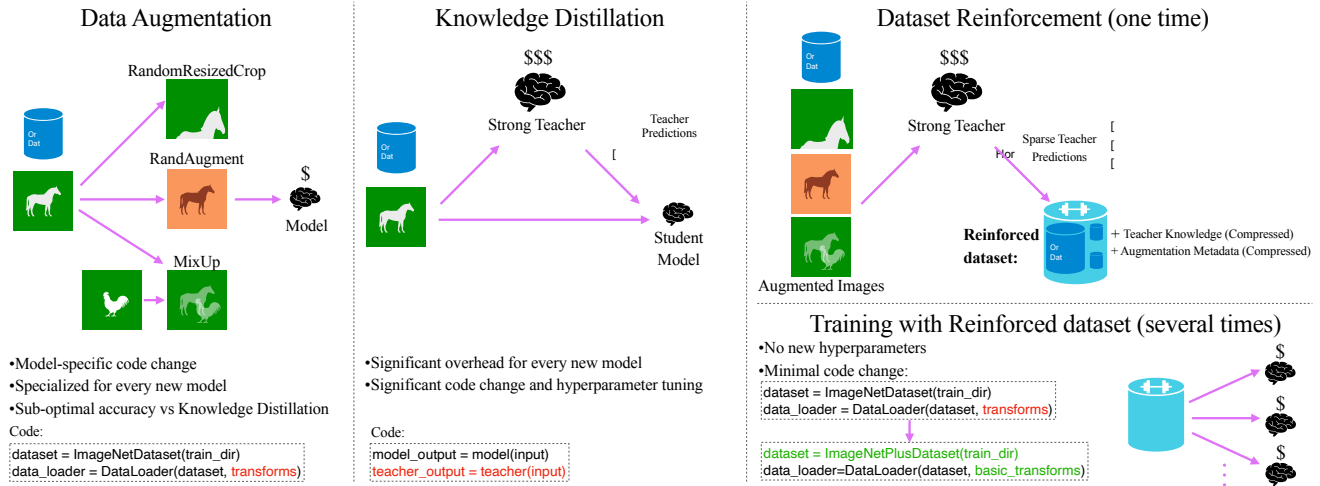 Data Augmentation
RandomResizedCrop
Or
Dat
RandAugment
$
Model
MixUp
•Model-specific code change
•Specialized for every new model
•Sub-optimal accuracy vs Knowledge Distillation
Code:
dataset = ImageNetDataset(train_dir)
data_loader = DataLoader(dataset, transforms)
Knowledge Distillation
$$$
Strong Teacher
Teacher
Predictions
[
Or
Dat
Student
Model
•Significant overhead for every new model
•Significant code change and hyperparameter tuning
Code:
model_output = model(input)
teacher_output = teacher(input)
Dataset Reinforcement (one time)
Or
Dat
$$$
Strong Teacher
Sparse Teacher
Predictions
[
[
[
Augmented Images
Reinforced
dataset:
Or
Dat
+ Teacher Knowledge (Compressed)
+ Augmentation Metadata (Compressed)
Training with Reinforced dataset (several times)
•No new hyperparameters
•Minimal code change:
dataset = ImageNetDataset(train_dir)
data_loader = DataLoader(dataset, transforms)
dataset = ImageNetPlusDataset(train_dir)
data_loader=DataLoader(dataset, basic_transforms)
$
$
$